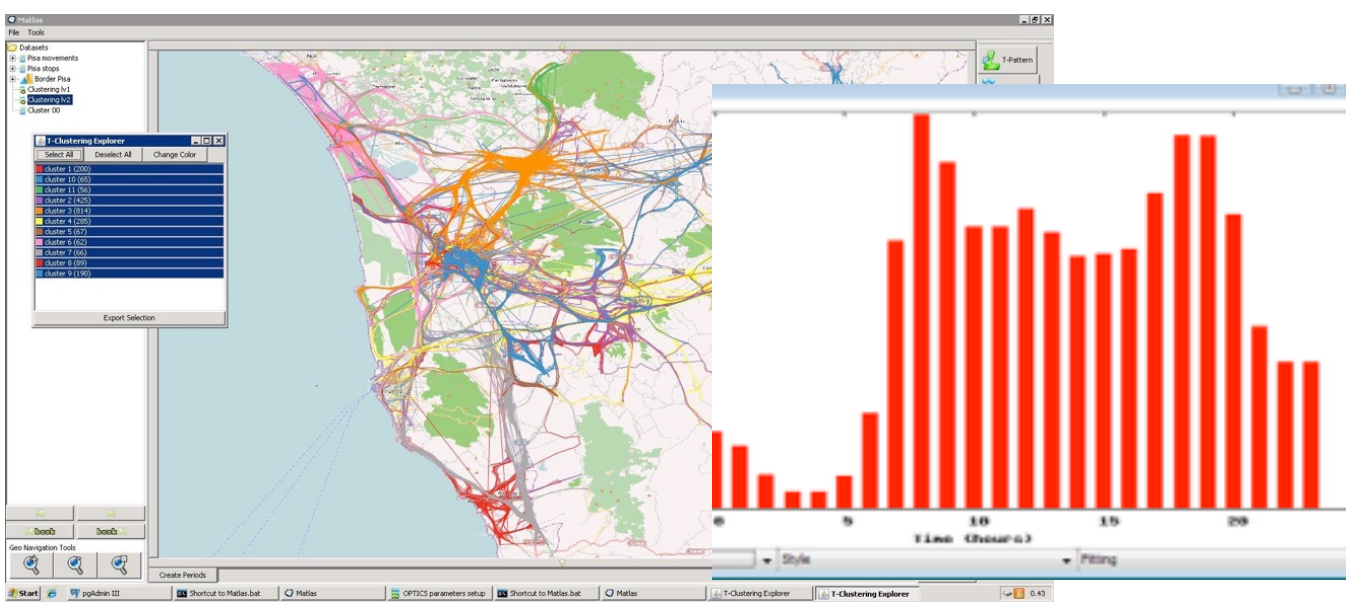 Matlas
File Tools
Datasets
Pisa movements
Pisa stops
Border Pisa
Clustering lv1
Clustering lv2
Cluster 00
T-Pattern
T-Clustering Explorer
Select All Deselect All Change Color
cluster 1 (200)
cluster 10 (65)
cluster 11 (56)
cluster 2 (425)
cluster 3 (814)
cluster 4 (285)
cluster 5 (67)
cluster 6 (62)
cluster 7 (66)
cluster 8 (89)
cluster 9 (190)
Export Selection
0 5 10 15 20
Time (hours)
Style Fitting
Geo Navigation Tools
Create Periods
Start pgAdmin III Shortcut to Matlas.bat Matlas OPTICS parameters setup Shortcut to Matlas.bat Matlas T-Clustering Explorer T-Clustering Explorer 0.43